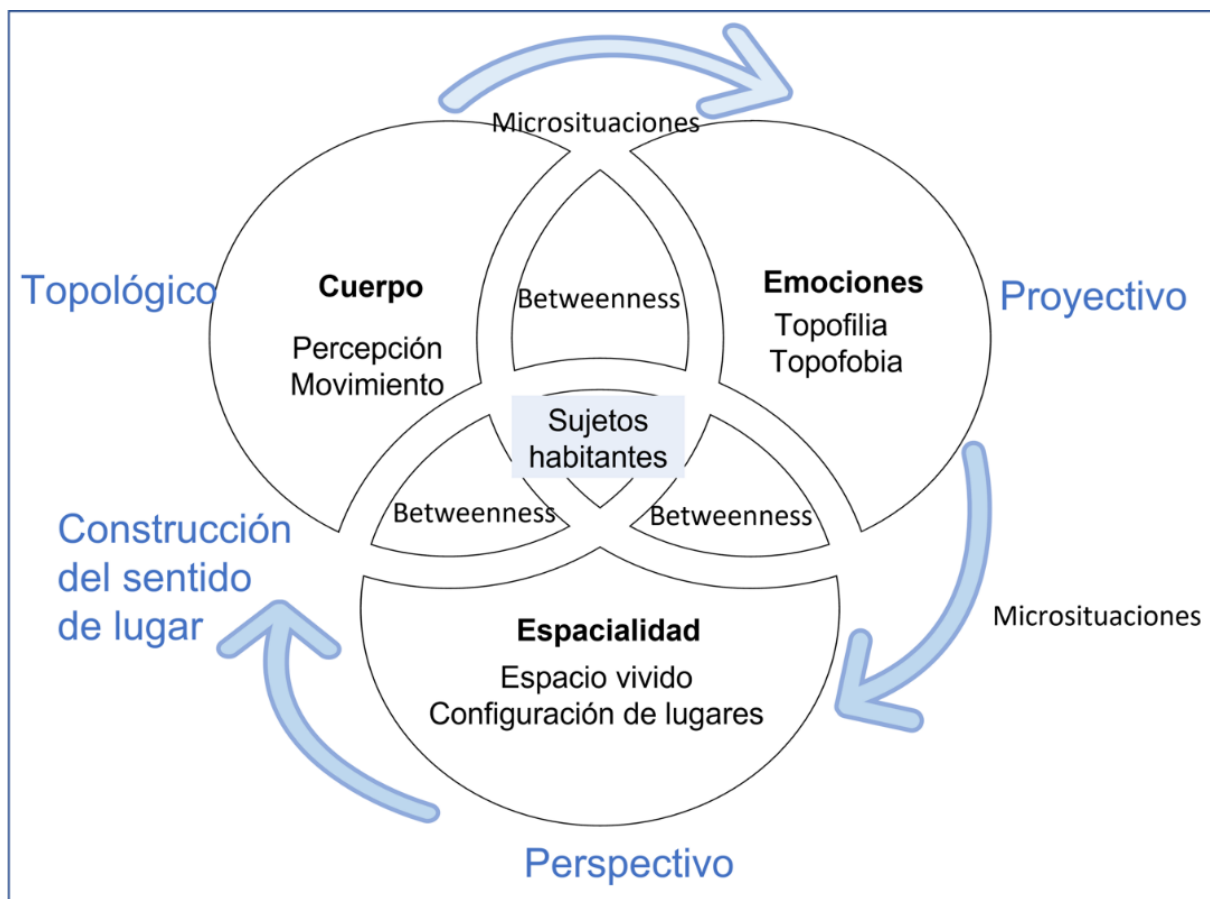 Microsituaciones
Topológico
Cuerpo
Percepción
Movimiento
Betweenness
Emociones
Topofilia
Topofobia
Proyectivo
Sujetos
habitantes
Betweenness
Betweenness
Construcción
del sentido
de lugar
Espacialidad
Espacio vivido
Configuración de lugares
Microsituaciones
Perspectivo